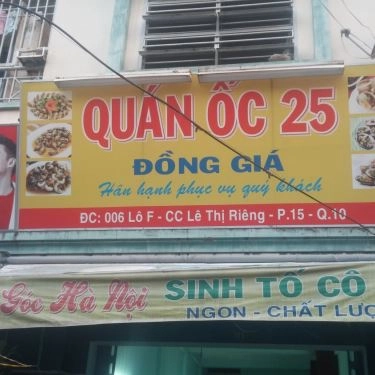 QUÁN ỐC 25
ĐỒNG GIÁ
Hân hạnh phục vụ quý khách
ĐC: 006 Lô F - CC Lê Thị Riêng - P.15 - Q.10
Góc Hà Nội SINH TỐ CÔ
NGON - CHẤT LƯỢ